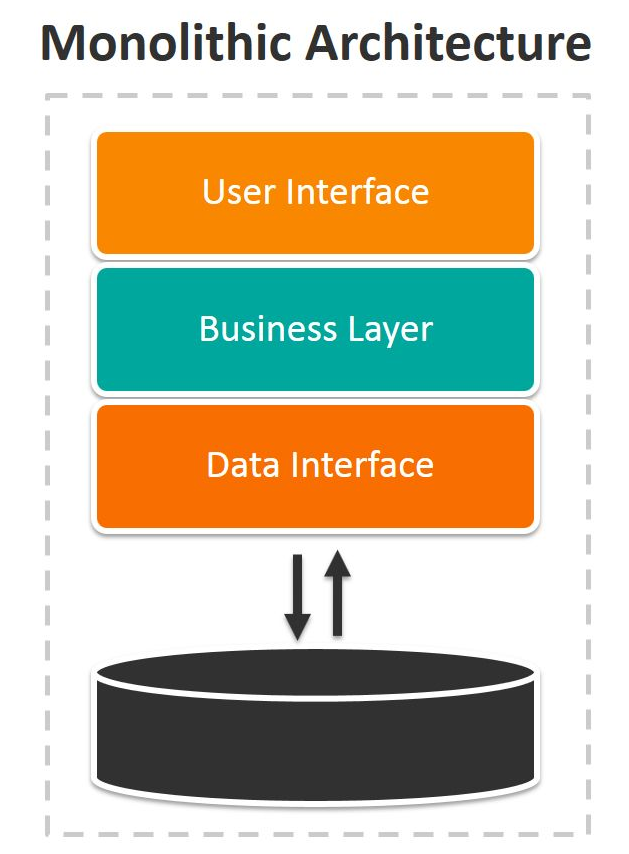 Monolithic Architecture
User Interface
Business Layer
Data Interface